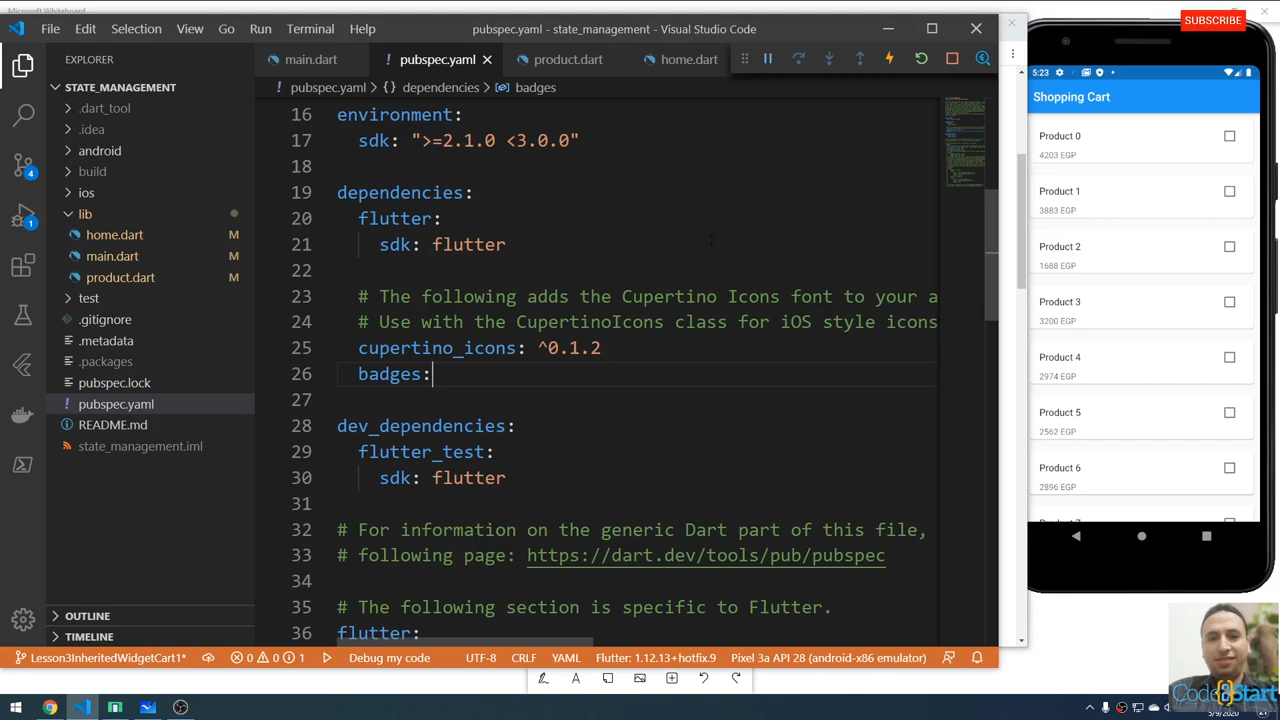 Microsoft Whiteboard
SUBSCRIBE
File Edit Selection View Go Run Terminal Help
pubspec.yaml - state_management - Visual Studio Code
EXPLORER
main.dart
pubspec.yaml
product.dart
home.dart
STATE_MANAGEMENT
pubspec.yaml > {} dependencies > badges
.dart_tool
.idea
android
build
ios
lib
home.dart M
main.dart M
product.dart M
test
.gitignore
.metadata
.packages
pubspec.lock
pubspec.yaml
README.md
state_management.iml
OUTLINE
TIMELINE
4
1
16 environment:
17 sdk: ">=2.1.0 <3.0.0"
18
19 dependencies:
20 flutter:
21 sdk: flutter
22
23 # The following adds the Cupertino Icons font to your a
24 # Use with the CupertinoIcons class for iOS style icons
25 cupertino_icons: ^0.1.2
26 badges:
27
28 dev_dependencies:
29 flutter_test:
30 sdk: flutter
31
32 # For information on the generic Dart part of this file,
33 # following page: https://dart.dev/tools/pub/pubspec
34
35 # The following section is specific to Flutter.
36 flutter:
Lesson3InheritedWidgetCart1* 0 0 1 Debug my code UTF-8 CRLF YAML Flutter: 1.12.13+hotfix.9 Pixel 3a API 28 (android-x86 emulator)
5:23
Shopping Cart
Product 0
4203 EGP
Product 1
3883 EGP
Product 2
1688 EGP
Product 3
3200 EGP
Product 4
2974 EGP
Product 5
2562 EGP
Product 6
2896 EGP
Code{}Start
5/9/2020